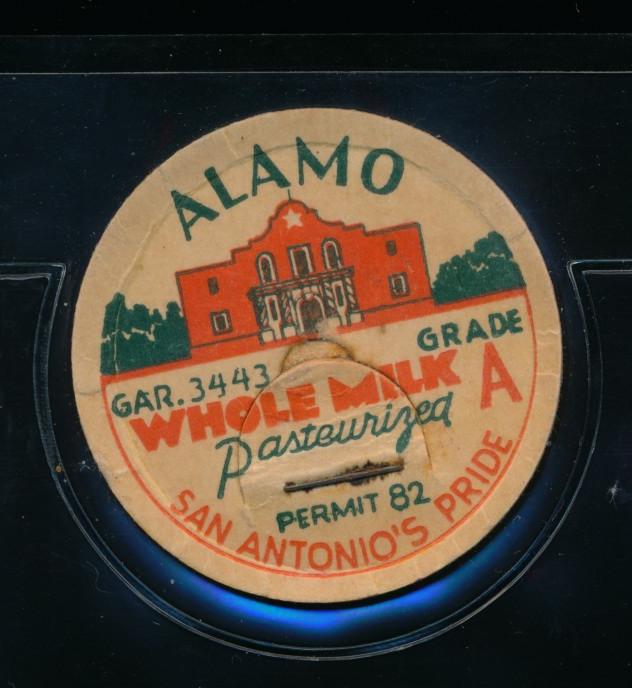 ALAMO
GRADE A
GAR. 3443
WHOLE MILK
Pasteurized
PERMIT 82
SAN ANTONIO'S PRIDE